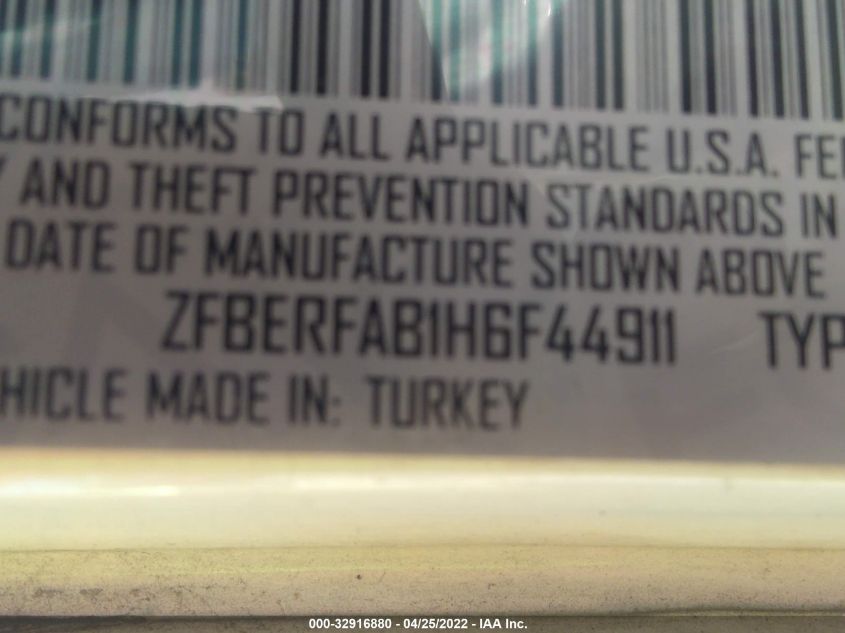 CONFORMS TO ALL APPLICABLE U.S.A. FE
Y AND THEFT PREVENTION STANDARDS IN
DATE OF MANUFACTURE SHOWN ABOVE
ZFBERFAB1H6F44911 TYP
HICLE MADE IN: TURKEY
000-32916880 - 04/25/2022 - IAA Inc.